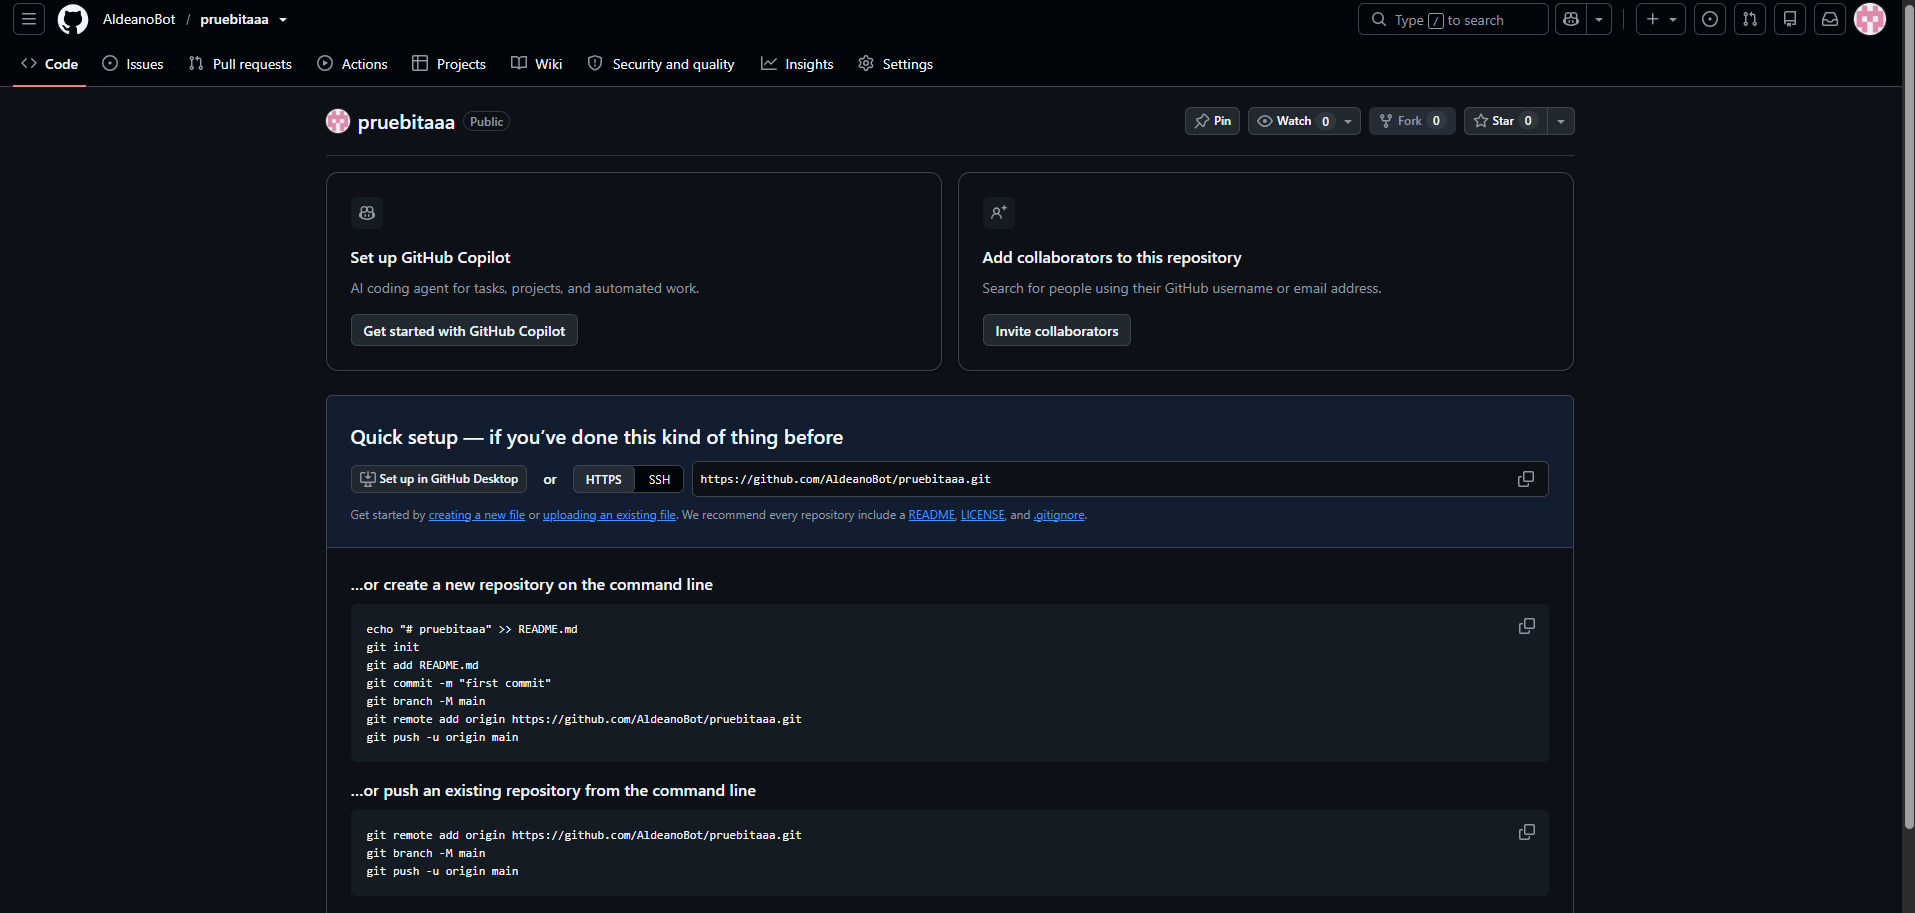 AldeanoBot / pruebitaaa
Type / to search
Code Issues Pull requests Actions Projects Wiki Security and quality Insights Settings
pruebitaaa Public
Pin Watch 0 Fork 0 Star 0
Set up GitHub Copilot
AI coding agent for tasks, projects, and automated work.
Get started with GitHub Copilot
Add collaborators to this repository
Search for people using their GitHub username or email address.
Invite collaborators
Quick setup — if you’ve done this kind of thing before
Set up in GitHub Desktop or HTTPS SSH https://github.com/AldeanoBot/pruebitaaa.git
Get started by creating a new file or uploading an existing file. We recommend every repository include a README, LICENSE, and .gitignore.
…or create a new repository on the command line
echo "# pruebitaaa" >> README.md
git init
git add README.md
git commit -m "first commit"
git branch -M main
git remote add origin https://github.com/AldeanoBot/pruebitaaa.git
git push -u origin main
…or push an existing repository from the command line
git remote add origin https://github.com/AldeanoBot/pruebitaaa.git
git branch -M main
git push -u origin main